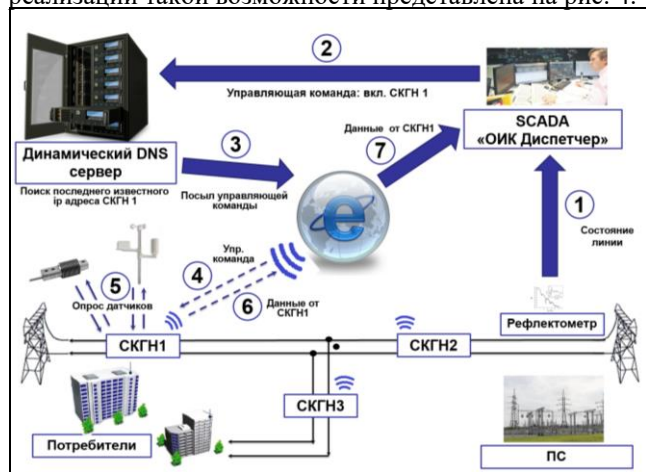 реализации такой возможности представлена на рис. 4.
2
Управляющая команда: вкл. СКГН 1
SCADA
«ОИК Диспетчер»
Динамический DNS
сервер
Поиск последнего известного
ip адреса СКГН 1
3
Посыл управляющей
команды
Данные от СКГН1
7
1
Состояние
линии
Упр.
команда
4
5
Опрос датчиков
6
Данные от
СКГН1
Рефлектометр
СКГН1
СКГН2
СКГН3
Потребители
ПС